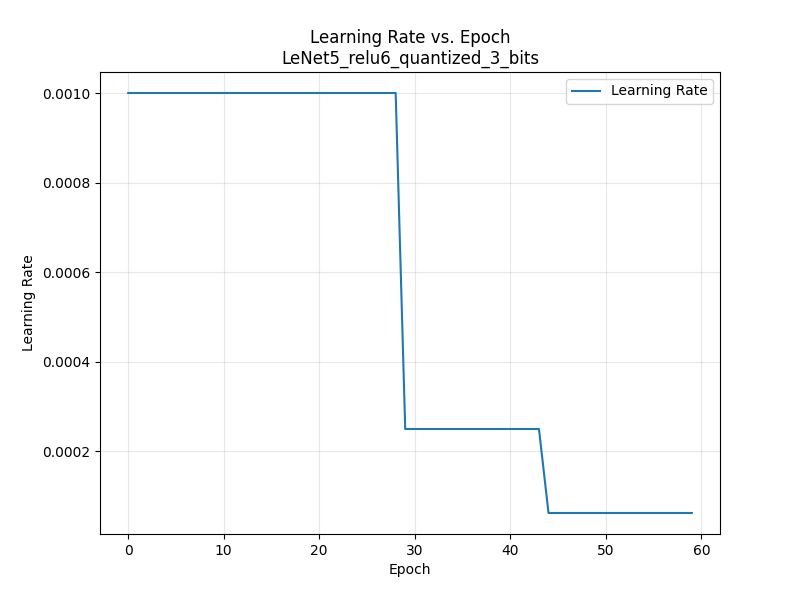 Learning Rate vs. Epoch
LeNet5_relu6_quantized_3_bits
Learning Rate
0.0010
0.0008
0.0006
0.0004
0.0002
Learning Rate
0 10 20 30 40 50 60
Epoch